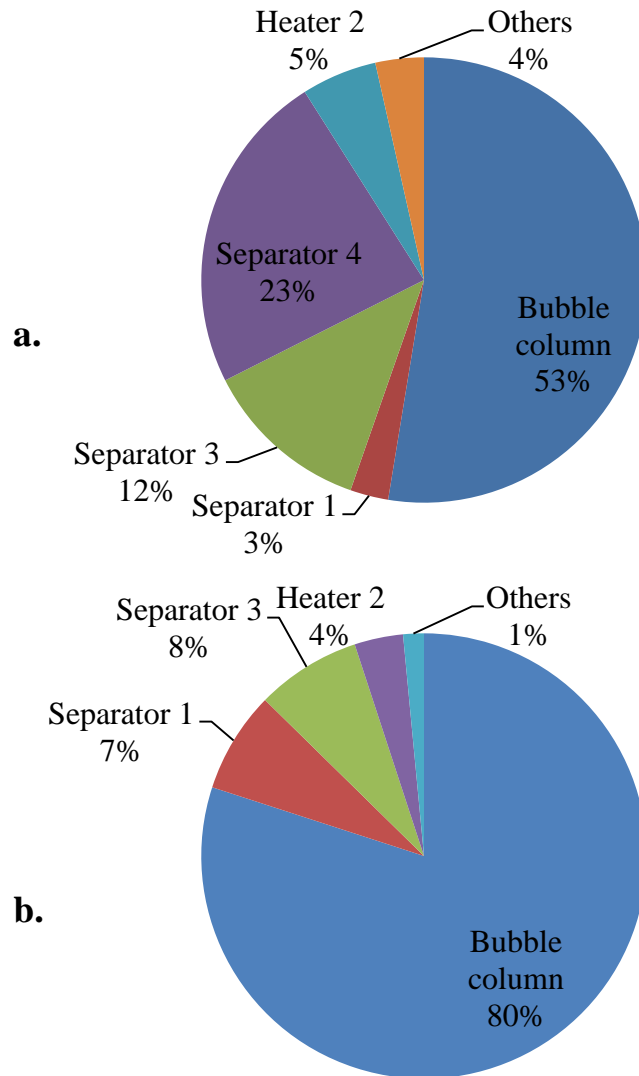 Heater 2
5%
Others
4%
Separator 4
23%
Bubble
column
53%
a.
Separator 3
12%
Separator 1
3%
Separator 3
8%
Heater 2
4%
Others
1%
Separator 1
7%
b.
Bubble
column
80%